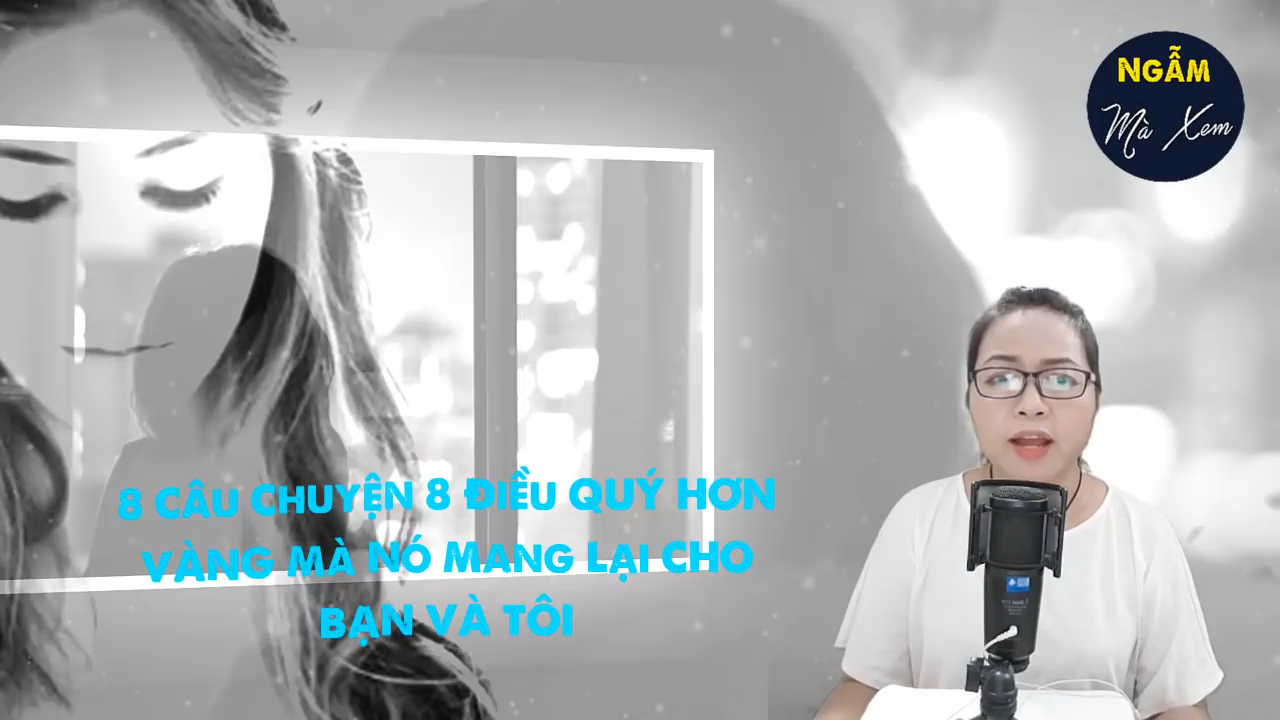 NGẪM
Mà Xem
8 CÂU CHUYỆN 8 ĐIỀU QUÝ HƠN
VÀNG MÀ NÓ MANG LẠI CHO
BẠN VÀ TÔI